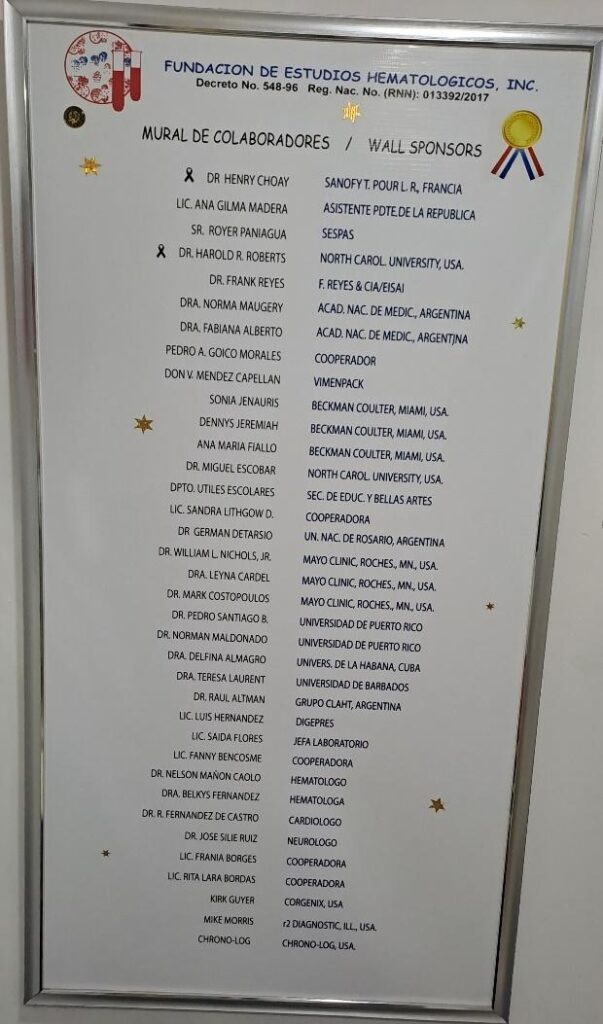 FUNDACION DE ESTUDIOS HEMATOLOGICOS, INC.
Decreto No. 548-96 Reg. Nac. No. (RNN): 013392/2017
MURAL DE COLABORADORES / WALL SPONSORS
DR HENRY CHOAY SANOFY T. POUR L. R., FRANCIA
LIC. ANA GILMA MADERA ASISTENTE PDTE.DE LA REPUBLICA
SR. ROYER PANIAGUA SESPAS
DR. HAROLD R. ROBERTS NORTH CAROL. UNIVERSITY, USA.
DR. FRANK REYES F. REYES & CIA/EISAI
DRA. NORMA MAUGERY ACAD. NAC. DE MEDIC., ARGENTINA
DRA. FABIANA ALBERTO ACAD. NAC. DE MEDIC., ARGENTINA
PEDRO A. GOICO MORALES COOPERADOR
DON V. MENDEZ CAPELLAN VIMENPACK
SONIA JENAURIS BECKMAN COULTER, MIAMI, USA.
DENNYS JEREMIAH BECKMAN COULTER, MIAMI, USA.
ANA MARIA FIALLO BECKMAN COULTER, MIAMI, USA.
DR. MIGUEL ESCOBAR NORTH CAROL. UNIVERSITY, USA.
DPTO. UTILES ESCOLARES SEC. DE EDUC. Y BELLAS ARTES
LIC. SANDRA LITHGOW D. COOPERADORA
DR GERMAN DETARSIO UN. NAC. DE ROSARIO, ARGENTINA
DR. WILLIAM L. NICHOLS, JR. MAYO CLINIC, ROCHES., MN., USA.
DRA. LEYNA CARDEL MAYO CLINIC, ROCHES., MN., USA.
DR. MARK COSTOPOULOS MAYO CLINIC, ROCHES., MN., USA.
DR. PEDRO SANTIAGO B. UNIVERSIDAD DE PUERTO RICO
DR. NORMAN MALDONADO UNIVERSIDAD DE PUERTO RICO
DRA. DELFINA ALMAGRO UNIVERS. DE LA HABANA, CUBA
DRA. TERESA LAURENT UNIVERSIDAD DE BARBADOS
DR. RAUL ALTMAN GRUPO CLAHT, ARGENTINA
LIC. LUIS HERNANDEZ DIGEPRES
LIC. SAIDA FLORES JEFA LABORATORIO
LIC. FANNY BENCOSME COOPERADORA
DR. NELSON MAÑON CAOLO HEMATOLOGO
DRA. BELKYS FERNANDEZ HEMATOLOGA
DR. R. FERNANDEZ DE CASTRO CARDIOLOGO
DR. JOSE SILIE RUIZ NEUROLOGO
LIC. FRANIA BORGES COOPERADORA
LIC. RITA LARA BORDAS COOPERADORA
KIRK GUYER CORGENIX, USA
MIKE MORRIS r2 DIAGNOSTIC, ILL., USA.
CHRONO-LOG CHRONO-LOG, USA.